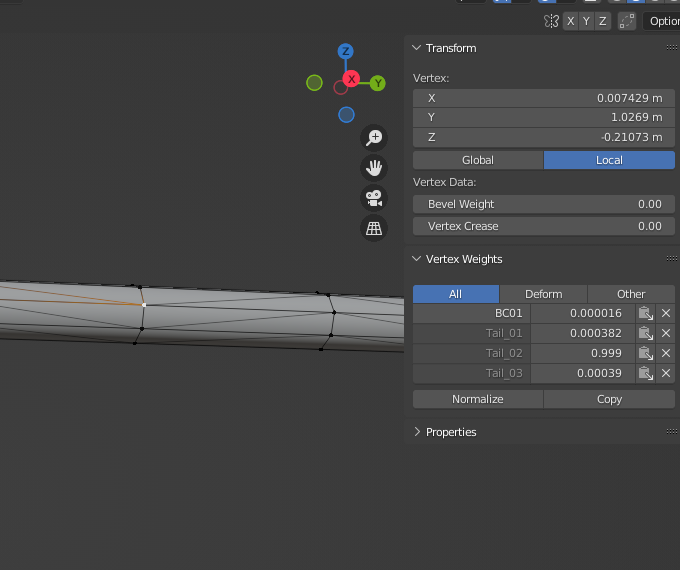 X Y Z Optio
Transform
Z
X Y
Vertex:
X 0.007429 m
Y 1.0269 m
Z -0.21073 m
Global Local
Vertex Data:
Bevel Weight 0.00
Vertex Crease 0.00
Vertex Weights
All Deform Other
BC01 0.000016
Tail_01 0.000382
Tail_02 0.999
Tail_03 0.00039
Normalize Copy
Properties